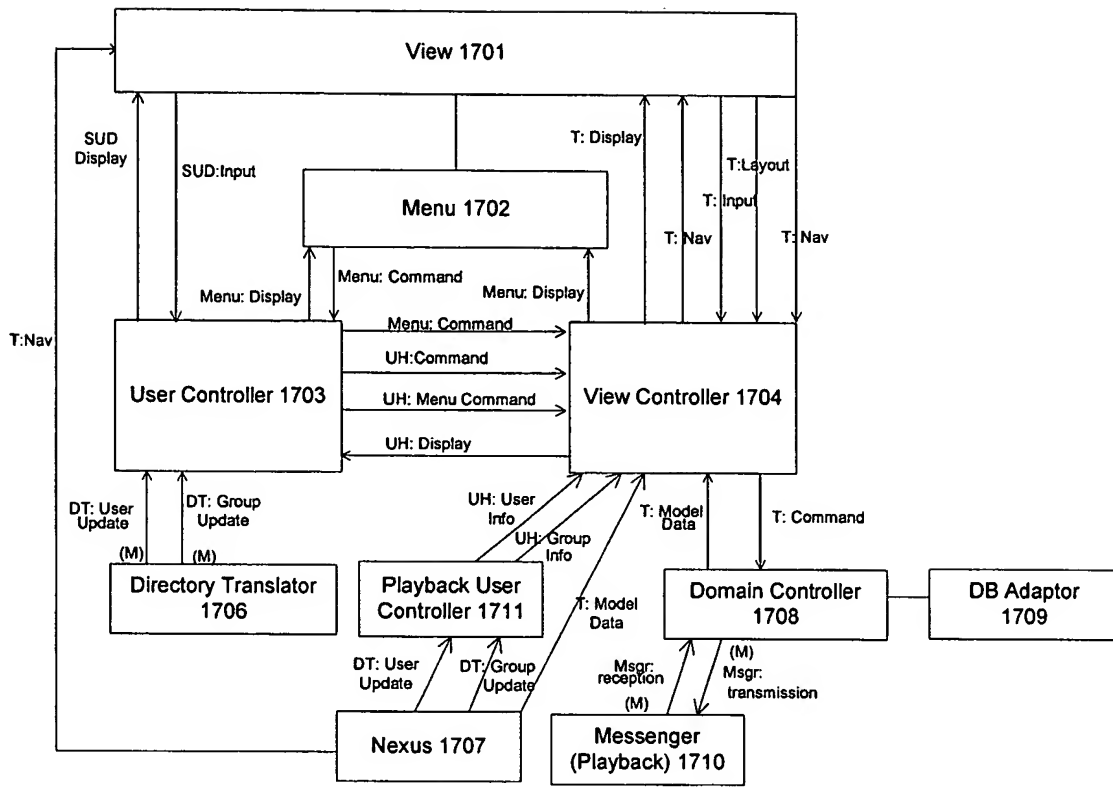 View 1701
SUD
Display
SUD:Input
T: Display
T:Layout
T: Input
Menu 1702
T: Nav
T: Nav
Menu: Command
Menu: Display
Menu: Display
T:Nav
User Controller 1703
Menu: Command
UH:Command
UH: Menu Command
UH: Display
View Controller 1704
DT: User
Update
DT: Group
Update
(M)
(M)
UH: User
Info
UH: Group
Info
T: Model
Data
T: Command
Directory Translator
1706
Playback User
Controller 1711
T: Model
Data
Domain Controller
1708
DB Adaptor
1709
DT: User
Update
DT: Group
Update
Msgr:
reception
(M)
(M)
Msgr:
transmission
Nexus 1707
Messenger
(Playback) 1710